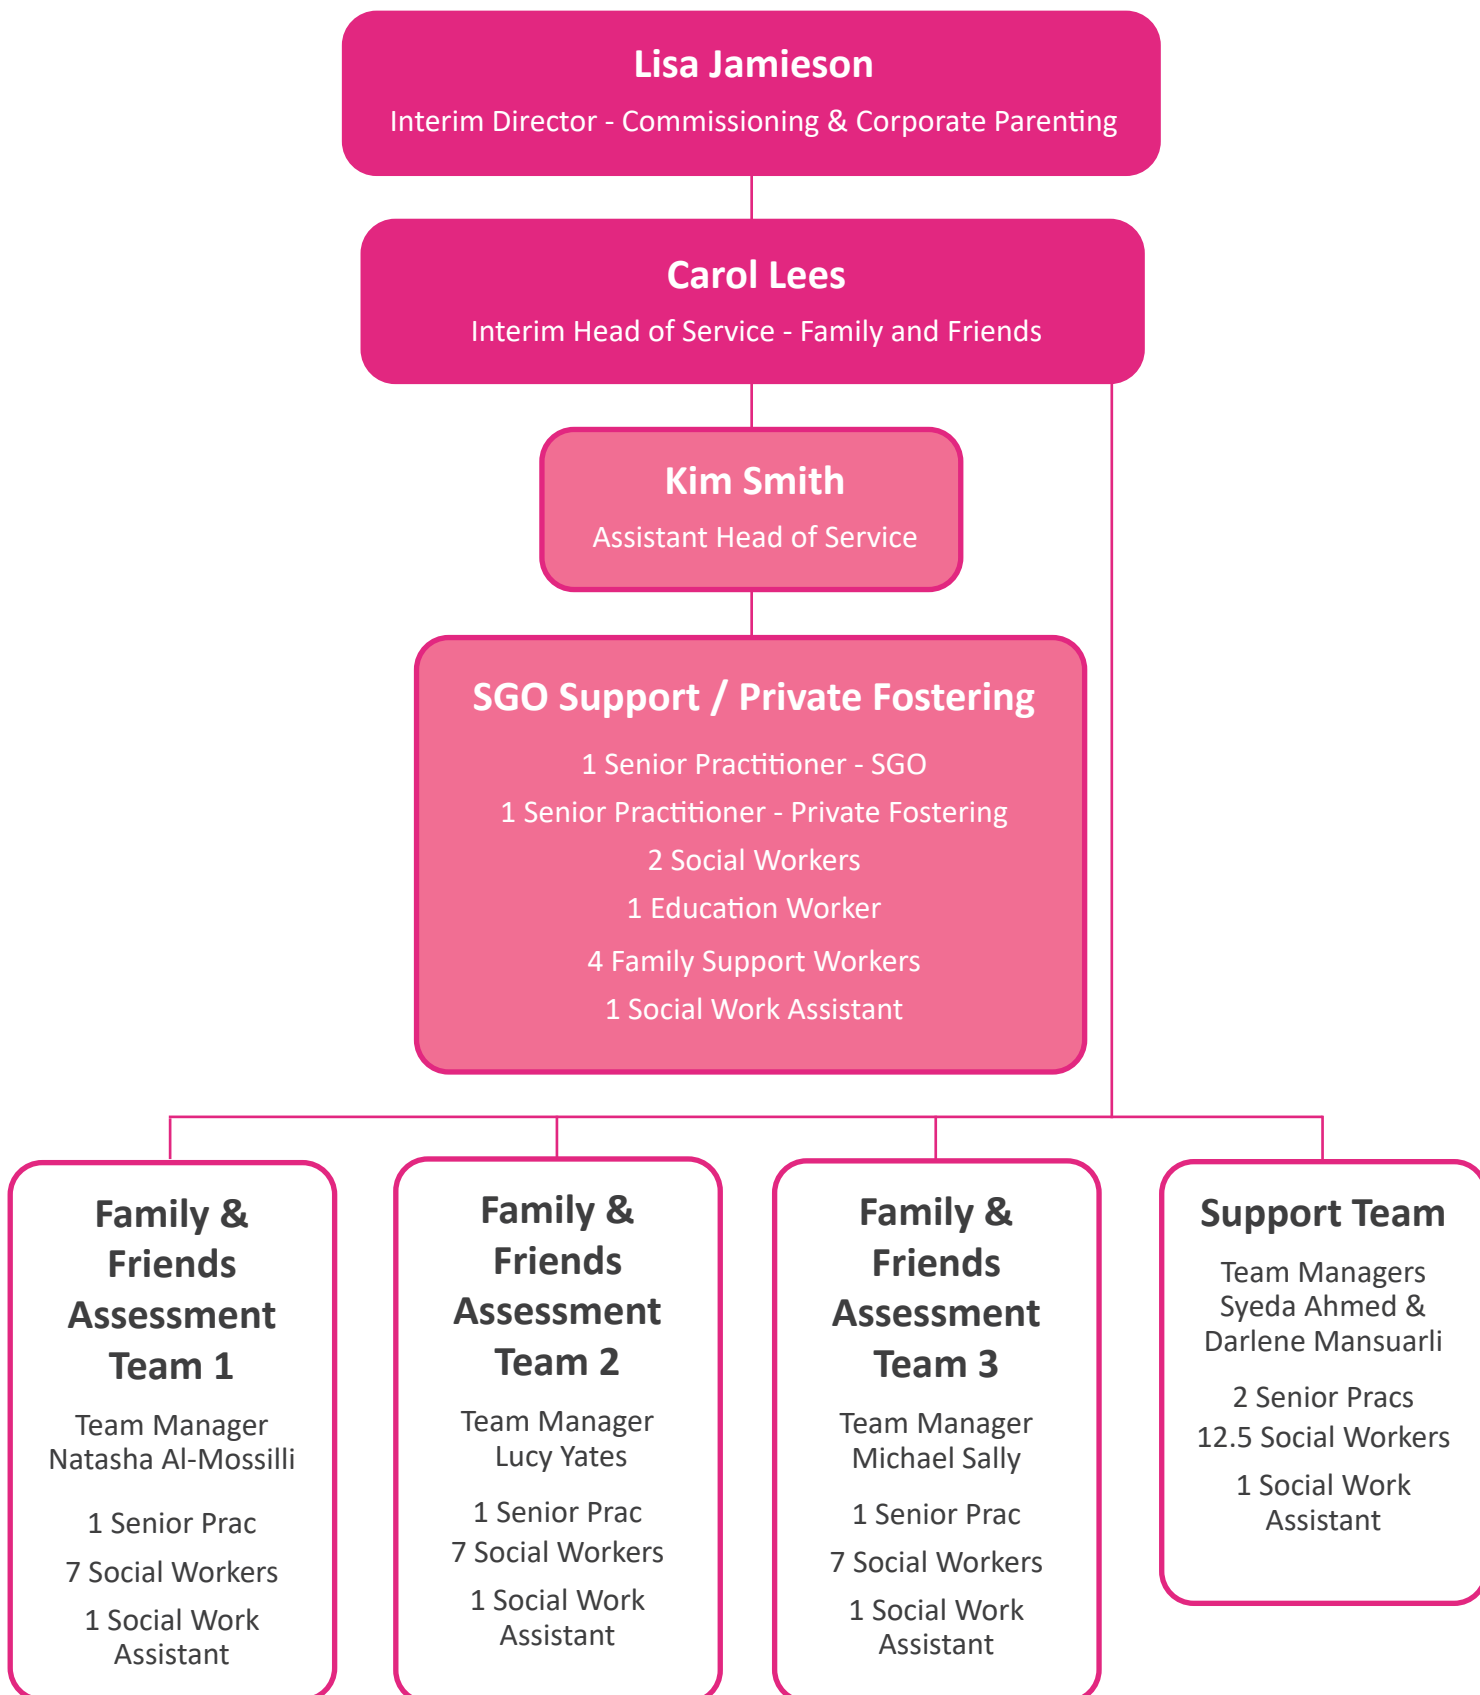 Lisa Jamieson
Interim Director - Commissioning & Corporate Parenting
Carol Lees
Interim Head of Service - Family and Friends
Kim Smith
Assistant Head of Service
SGO Support / Private Fostering
1 Senior Practitioner - SGO
1 Senior Practitioner - Private Fostering
2 Social Workers
1 Education Worker
4 Family Support Workers
1 Social Work Assistant
Family &
Friends
Assessment
Team 1
Team Manager
Natasha Al-Mossilli
1 Senior Prac
7 Social Workers
1 Social Work
Assistant
Family &
Friends
Assessment
Team 2
Team Manager
Lucy Yates
1 Senior Prac
7 Social Workers
1 Social Work
Assistant
Family &
Friends
Assessment
Team 3
Team Manager
Michael Sally
1 Senior Prac
7 Social Workers
1 Social Work
Assistant
Support Team
Team Managers
Syeda Ahmed &
Darlene Mansuarli
2 Senior Pracs
12.5 Social Workers
1 Social Work
Assistant